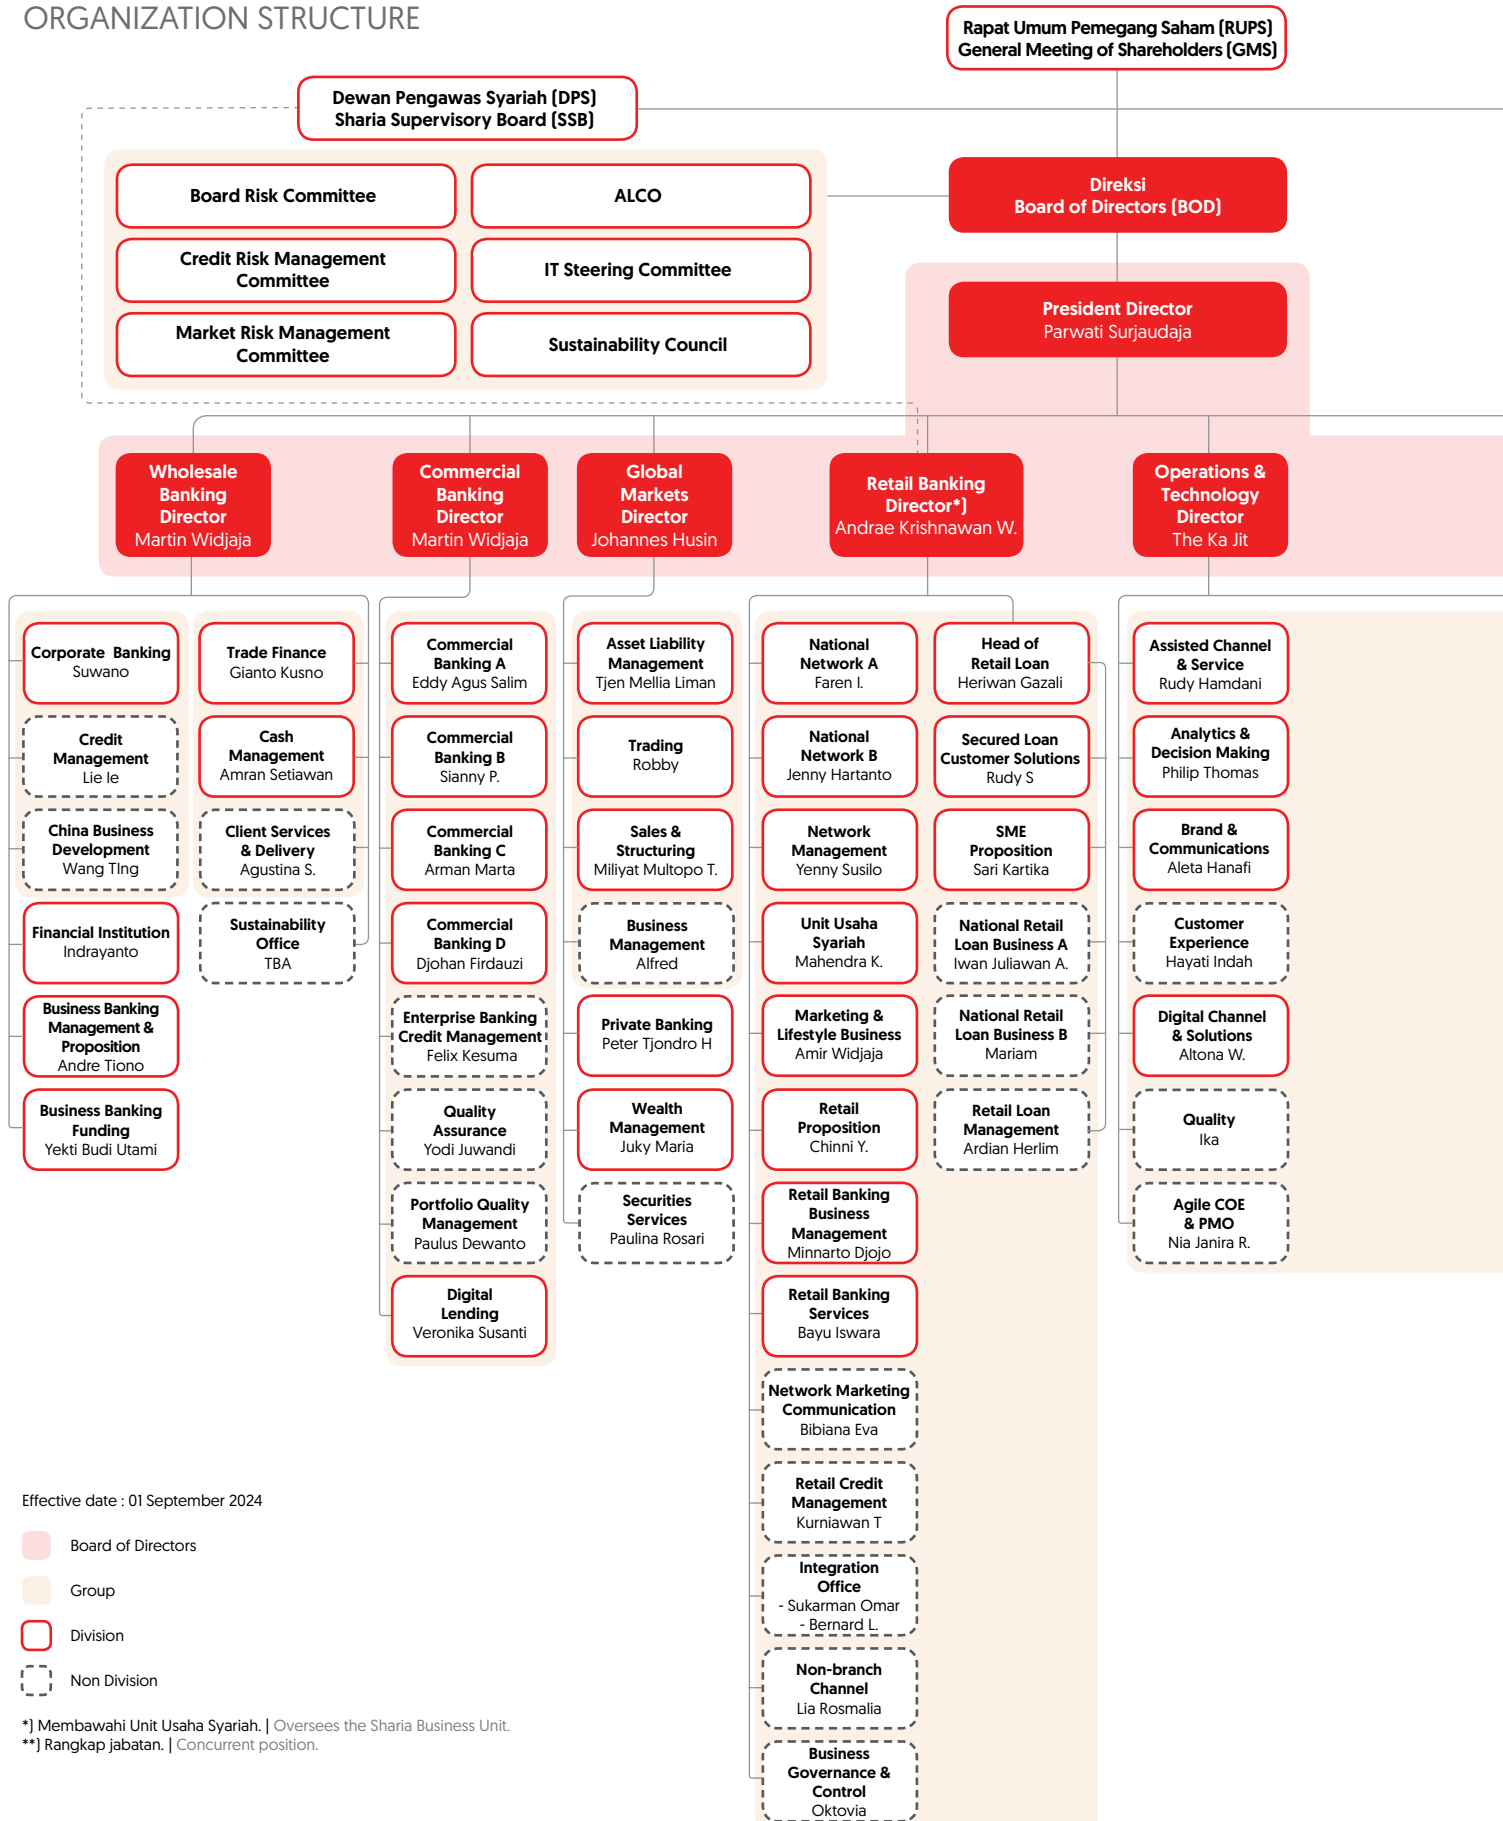 ORGANIZATION STRUCTURE
Rapat Umum Pemegang Saham (RUPS)
General Meeting of Shareholders (GMS)
Dewan Pengawas Syariah (DPS)
Sharia Supervisory Board (SSB)
Board Risk Committee
ALCO
Credit Risk Management
Committee
IT Steering Committee
Market Risk Management
Committee
Sustainability Council
Direksi
Board of Directors (BOD)
President Director
Parwati Surjaudaja
Wholesale
Banking
Director
Martin Widjaja
Commercial
Banking
Director
Martin Widjaja
Global
Markets
Director
Johannes Husin
Retail Banking
Director*)
Andrae Krishnawan W.
Operations &
Technology
Director
The Ka Jit
Corporate Banking
Suwano
Credit
Management
Lie Ie
China Business
Development
Wang TIng
Financial Institution
Indrayanto
Business Banking
Management &
Proposition
Andre Tiono
Business Banking
Funding
Yekti Budi Utami
Trade Finance
Gianto Kusno
Cash
Management
Amran Setiawan
Client Services
& Delivery
Agustina S.
Sustainability
Office
TBA
Commercial
Banking A
Eddy Agus Salim
Commercial
Banking B
Sianny P.
Commercial
Banking C
Arman Marta
Commercial
Banking D
Djohan Firdauzi
Enterprise Banking
Credit Management
Felix Kesuma
Quality
Assurance
Yodi Juwandi
Portfolio Quality
Management
Paulus Dewanto
Digital
Lending
Veronika Susanti
Asset Liability
Management
Tjen Mellia Liman
Trading
Robby
Sales &
Structuring
Miliyat Multopo T.
Business
Management
Alfred
Private Banking
Peter Tjondro H
Wealth
Management
Juky Maria
Securities
Services
Paulina Rosari
National
Network A
Faren I.
National
Network B
Jenny Hartanto
Network
Management
Yenny Susilo
Unit Usaha
Syariah
Mahendra K.
Marketing &
Lifestyle Business
Amir Widjaja
Retail
Proposition
Chinni Y.
Retail Banking
Business
Management
Minnarto Djojo
Retail Banking
Services
Bayu Iswara
Network Marketing
Communication
Bibiana Eva
Retail Credit
Management
Kurniawan T
Integration
Office
- Sukarman Omar
- Bernard L.
Non-branch
Channel
Lia Rosmalia
Business
Governance &
Control
Oktovia
Head of
Retail Loan
Heriwan Gazali
Secured Loan
Customer Solutions
Rudy S
SME
Proposition
Sari Kartika
National Retail
Loan Business A
Iwan Juliawan A.
National Retail
Loan Business B
Mariam
Retail Loan
Management
Ardian Herlim
Assisted Channel
& Service
Rudy Hamdani
Analytics &
Decision Making
Philip Thomas
Brand &
Communications
Aleta Hanafi
Customer
Experience
Hayati Indah
Digital Channel
& Solutions
Altona W.
Quality
Ika
Agile COE
& PMO
Nia Janira R.
Effective date : 01 September 2024
Board of Directors
Group
Division
Non Division
*) Membawahi Unit Usaha Syariah. | Oversees the Sharia Business Unit.
**) Rangkap jabatan. | Concurrent position.